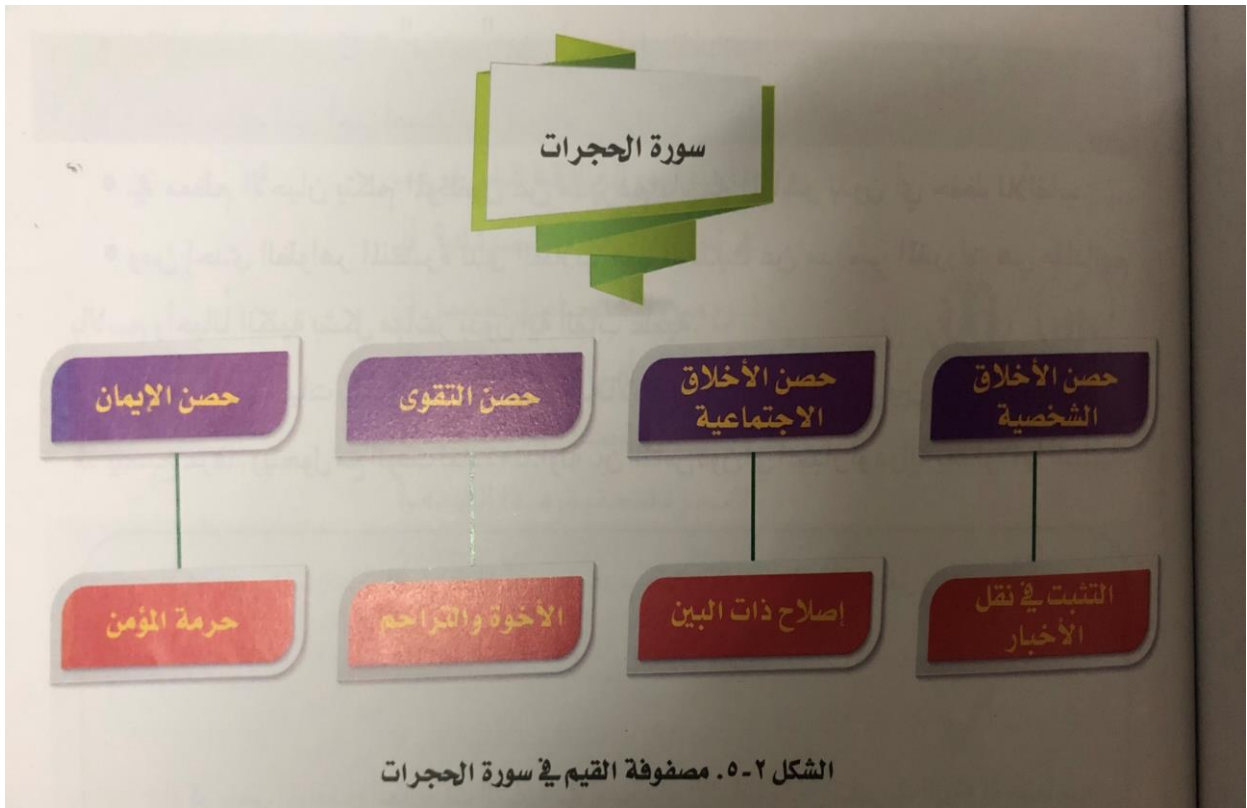 سورة الحجرات
حصن الأخلاق
الشخصية
حصن الأخلاق
الاجتماعية
حصن التقوى
حصن الإيمان
التثبت في نقل
الأخبار
إصلاح ذات البين
الأخوة والتراحم
حرمة المؤمن
الشكل ٢-٥. مصفوفة القيم في سورة الحجرات